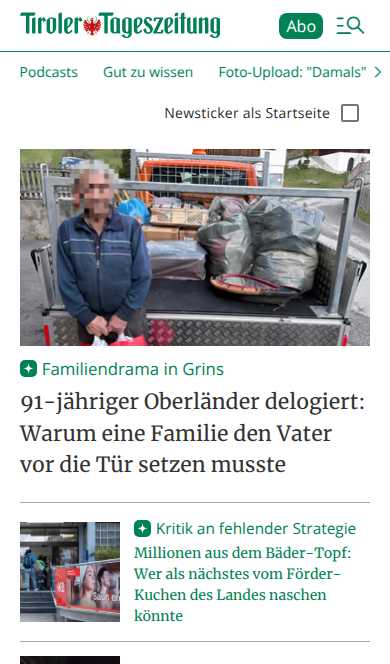 Tiroler Tageszeitung
Abo
Podcasts Gut zu wissen Foto-Upload: "Damals"
Newsticker als Startseite
Familiendrama in Grins
91-jähriger Oberländer delogiert:
Warum eine Familie den Vater
vor die Tür setzen musste
Kritik an fehlender Strategie
Millionen aus dem Bäder-Topf:
Wer als nächstes vom Förder-
Kuchen des Landes naschen
könnte